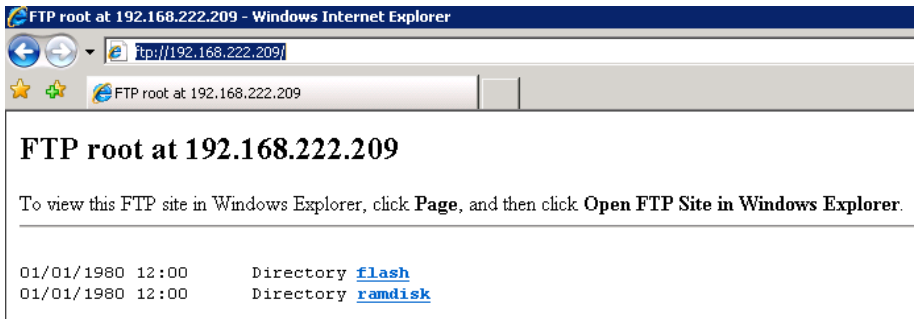 FTP root at 192.168.222.209 - Windows Internet Explorer
ftp://192.168.222.209/
FTP root at 192.168.222.209
FTP root at 192.168.222.209
To view this FTP site in Windows Explorer, click Page, and then click Open FTP Site in Windows Explorer.
01/01/1980 12:00 Directory flash
01/01/1980 12:00 Directory ramdisk